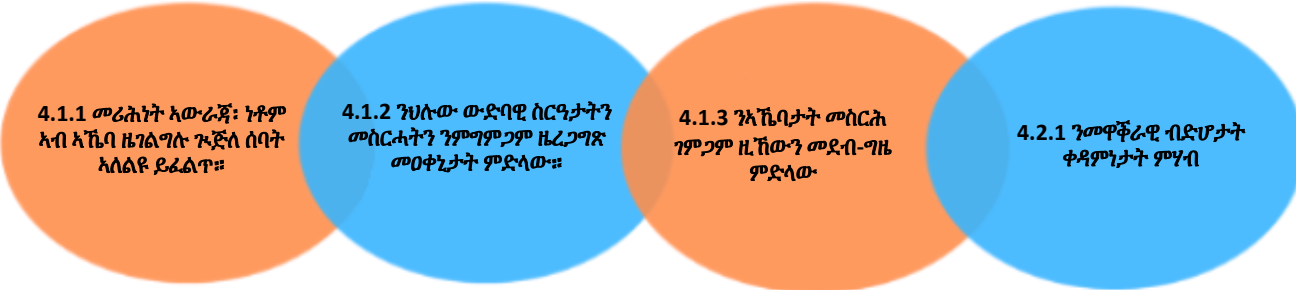 4.1.1 መሪሕነት ኣውራጃ፡ ነቶም
ኣብ ኣኼባ ዜገልግሉ ጒጅለ ሰባት
ኣለልዩ ይፈልጥ።
4.1.2 ንህሉው ውድባዊ ስርዓታትን
መስርሓትን ንምግምጋም ዜረጋግጽ
መዐቀኒታት ምድላው።
4.1.3 ንኣኼባታት መስርሕ
ገምጋም ዚኸውን መደብ-ግዜ
ምድላው
4.2.1 ንመዋቕራዊ ብድሆታት
ቀዳምነታት ምሃብ